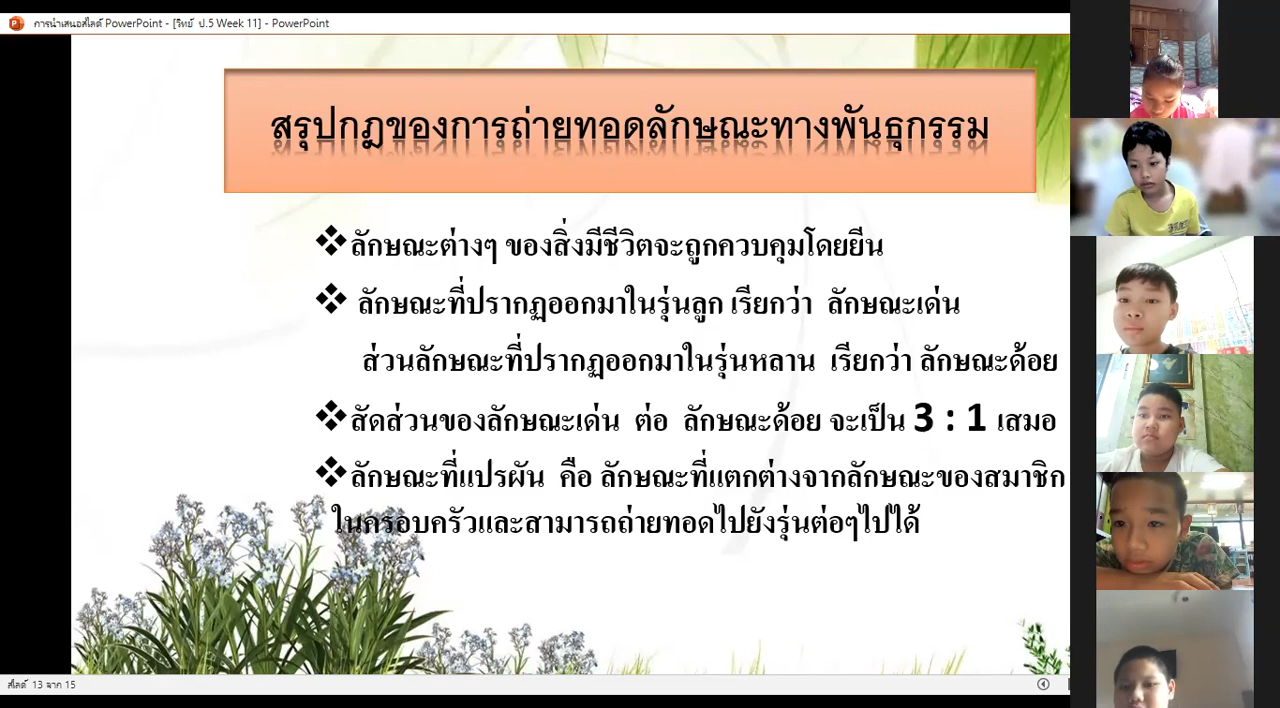 การนำเสนอสไลด์ PowerPoint - [วิทย์ ป.5 Week 11] - PowerPoint
สรุปกฎของการถ่ายทอดลักษณะทางพันธุกรรม
❖ลักษณะต่างๆ ของสิ่งมีชีวิตจะถูกควบคุมโดยยีน
❖ ลักษณะที่ปรากฏออกมาในรุ่นลูก เรียกว่า ลักษณะเด่น
ส่วนลักษณะที่ปรากฏออกมาในรุ่นหลาน เรียกว่า ลักษณะด้อย
❖สัดส่วนของลักษณะเด่น ต่อ ลักษณะด้อย จะเป็น 3 : 1 เสมอ
❖ลักษณะที่แปรผัน คือ ลักษณะที่แตกต่างจากลักษณะของสมาชิก
ในครอบครัวและสามารถถ่ายทอดไปยังรุ่นต่อๆไปได้
สไลด์ 13 จาก 15